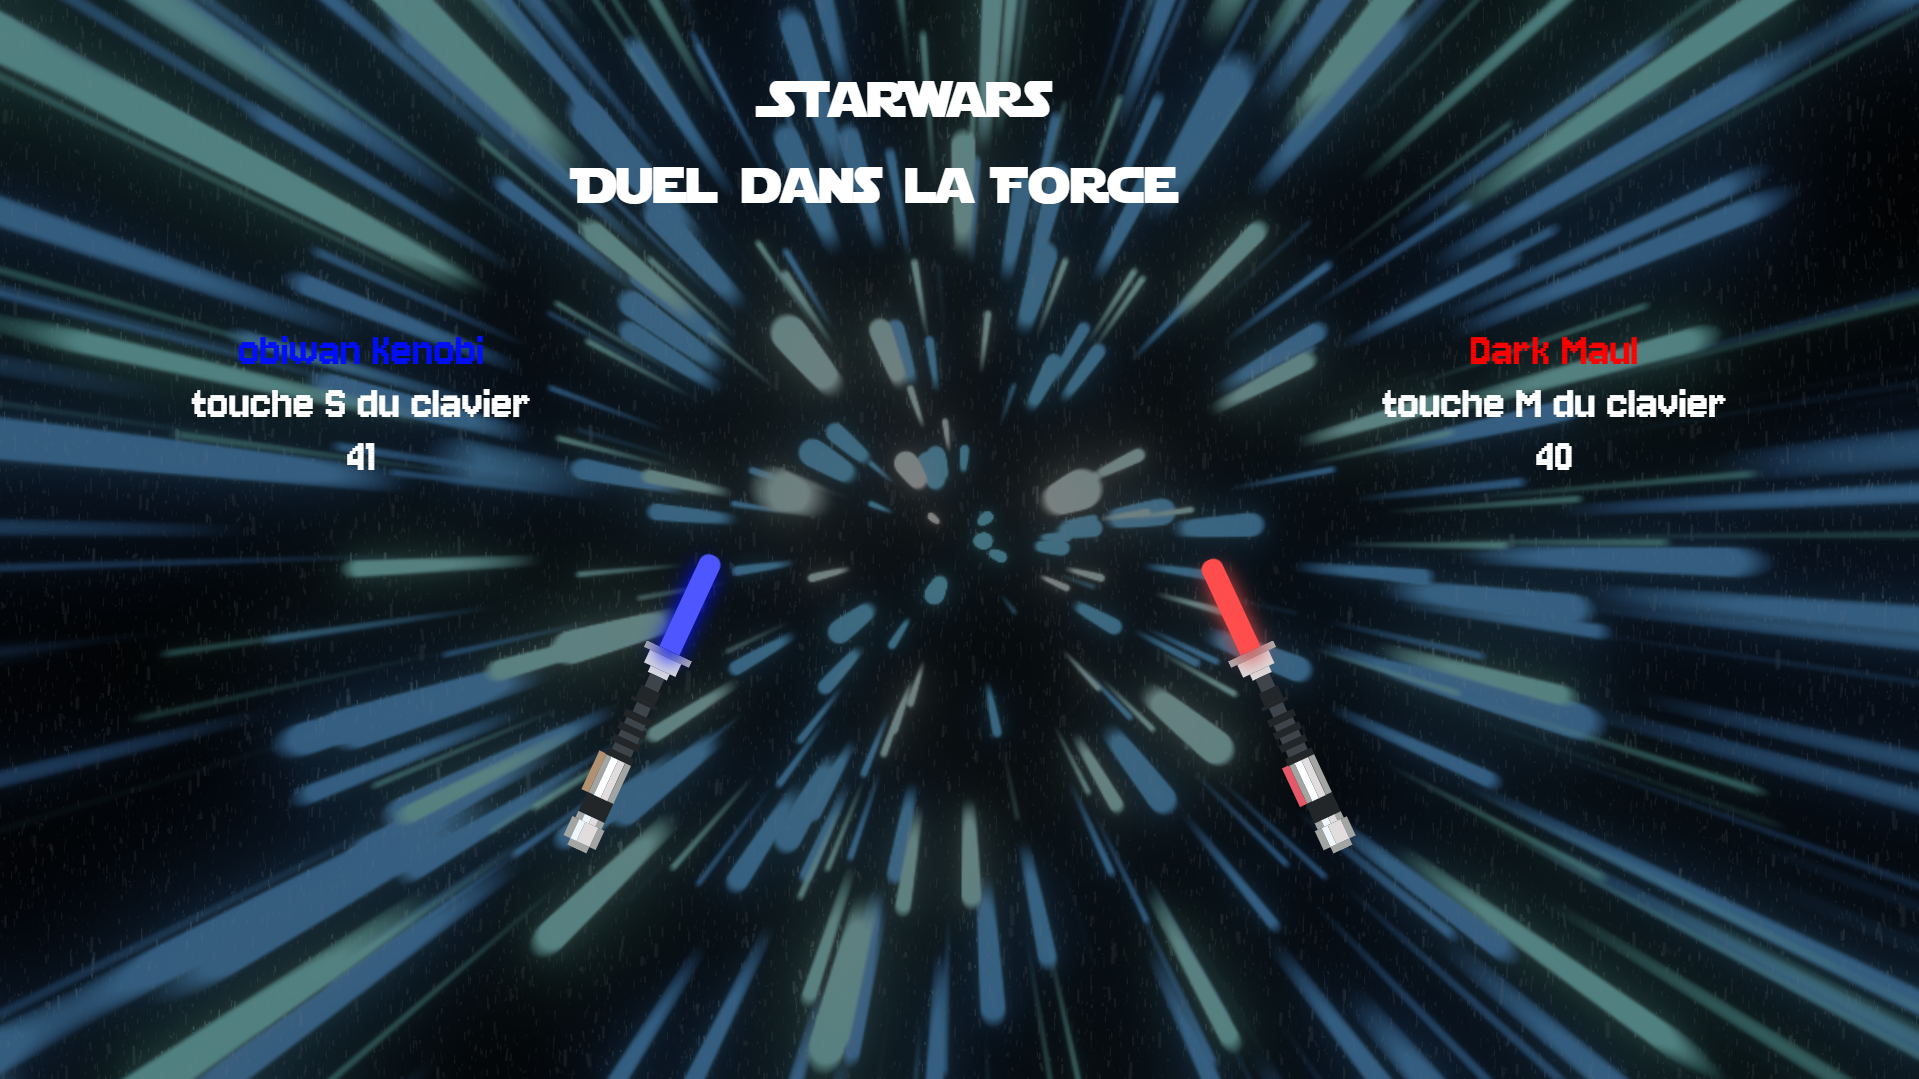 STARWARS
DUEL DANS LA FORCE
obiwan Kenobi
touche S du clavier
41
Dark Maul
touche M du clavier
40